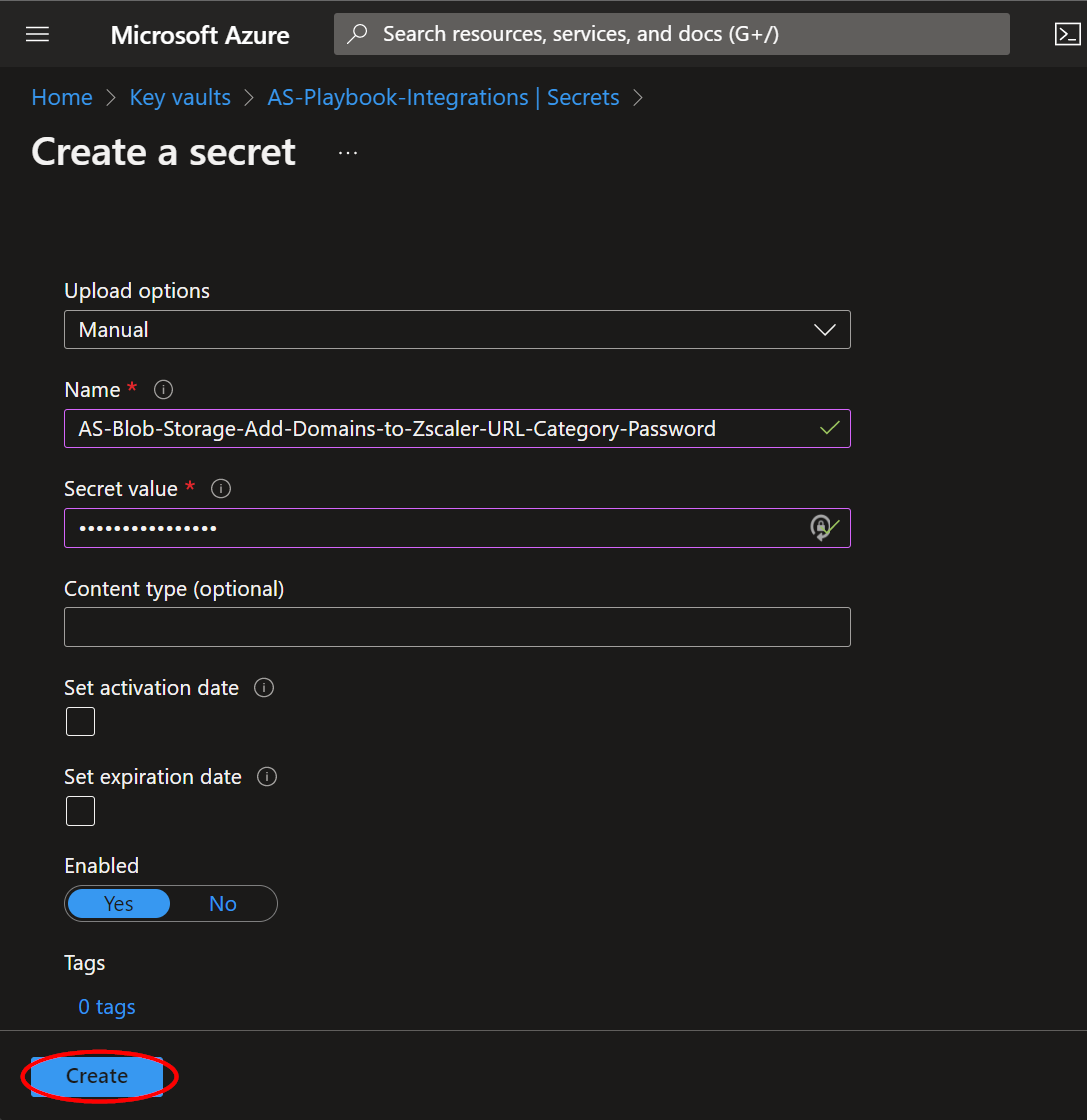 Microsoft Azure
Search resources, services, and docs (G+/)
Home > Key vaults > AS-Playbook-Integrations | Secrets >
Create a secret ...
Upload options
Manual
Name *
AS-Blob-Storage-Add-Domains-to-Zscaler-URL-Category-Password
Secret value *
••••••••••••••••
Content type (optional)
Set activation date
Set expiration date
Enabled
Yes No
Tags
0 tags
Create